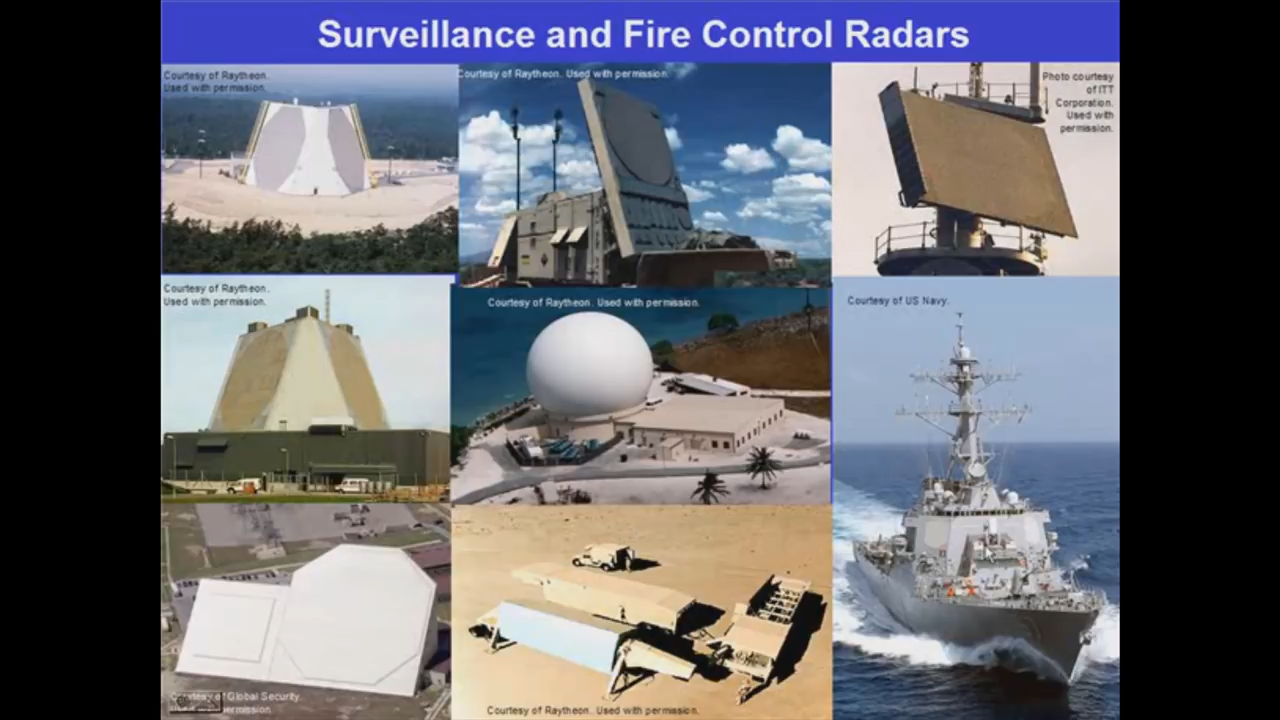 Surveillance and Fire Control Radars
Courtesy of Raytheon.
Used with permission.
Courtesy of Raytheon. Used with permission.
Photo courtesy
of ITT
Corporation.
Used with
permission.
Courtesy of Raytheon.
Used with permission.
Courtesy of Raytheon. Used with permission.
Courtesy of US Navy.
Courtesy of Global Security.
permission
Courtesy of Raytheon. Used with permission.